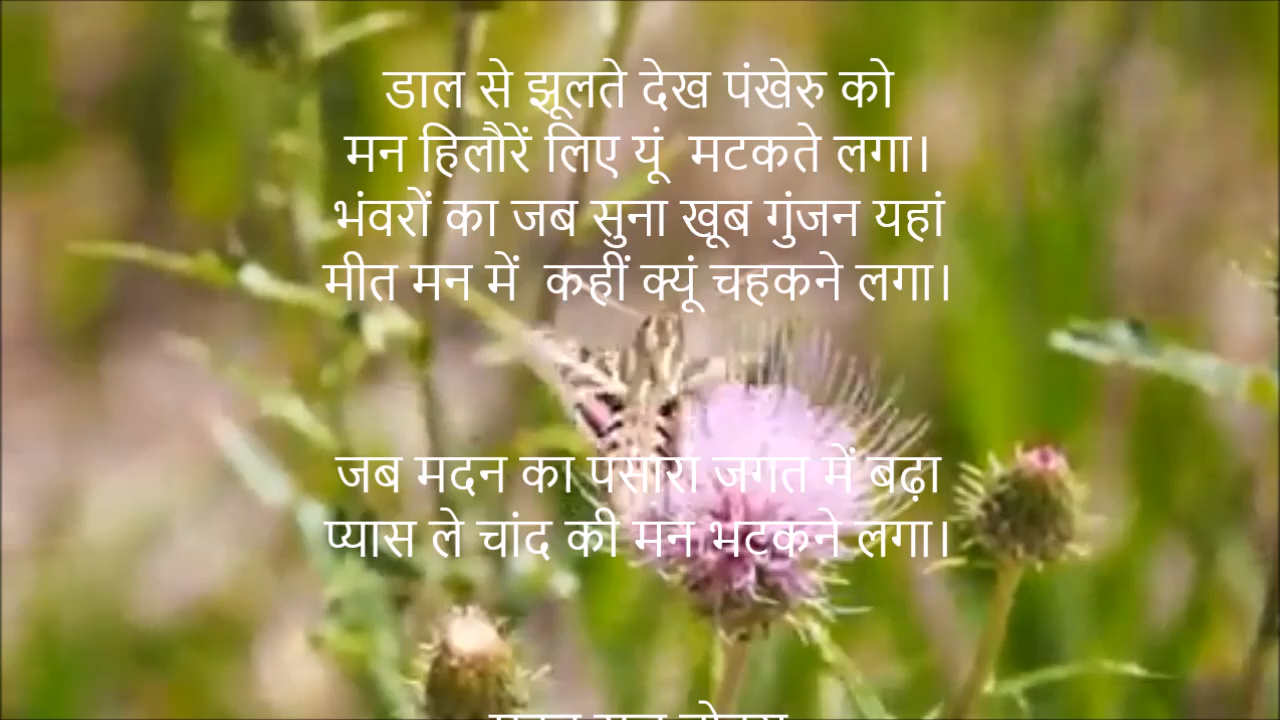 डाल से झूलते देख पंखेरु को
मन हिलौरें लिए यूं  मटकते लगा।
भंवरों का जब सुना खूब गुंजन यहां
मीत मन में  कहीं क्यूं चहकने लगा।
जब मदन का पसारा जगत में बढ़ा
प्यास ले चांद की मन भटकने लगा।